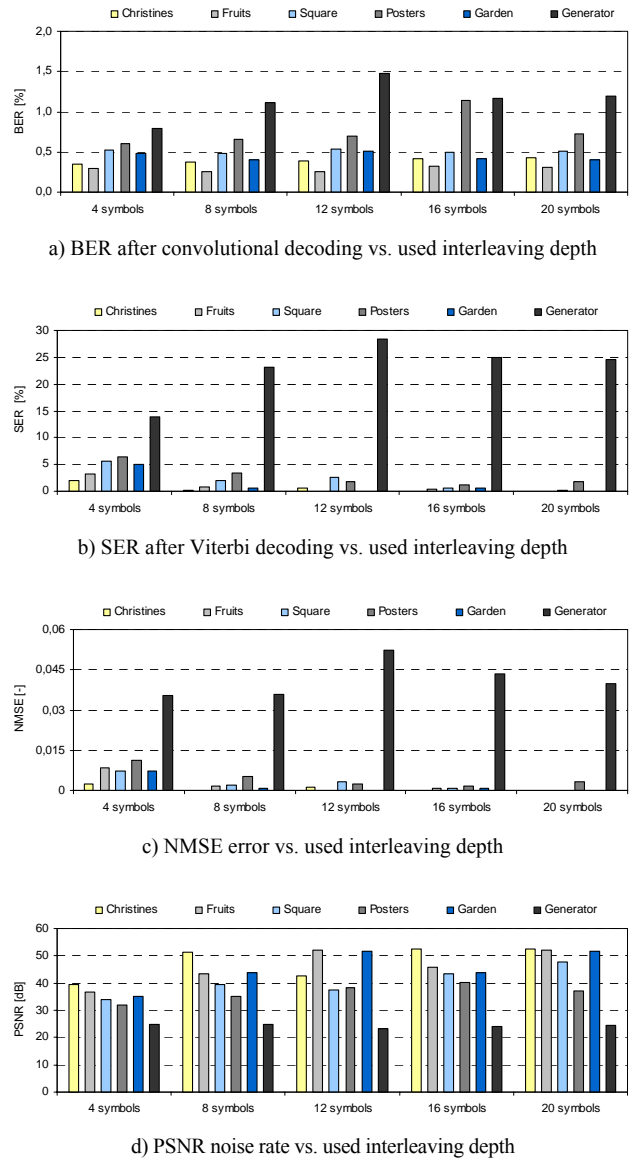 Christines Fruits Square Posters Garden Generator
2,0
1,5
1,0
0,5
0,0
BER [%]
4 symbols 8 symbols 12 symbols 16 symbols 20 symbols
a) BER after convolutional decoding vs. used interleaving depth
Christines Fruits Square Posters Garden Generator
30
25
20
15
10
5
0
SER [%]
4 symbols 8 symbols 12 symbols 16 symbols 20 symbols
b) SER after Viterbi decoding vs. used interleaving depth
Christines Fruits Square Posters Garden Generator
0,06
0,045
0,03
0,015
0
NMSE [-]
4 symbols 8 symbols 12 symbols 16 symbols 20 symbols
c) NMSE error vs. used interleaving depth
Christines Fruits Square Posters Garden Generator
60
50
40
30
20
10
0
PSNR [dB]
4 symbols 8 symbols 12 symbols 16 symbols 20 symbols
d) PSNR noise rate vs. used interleaving depth